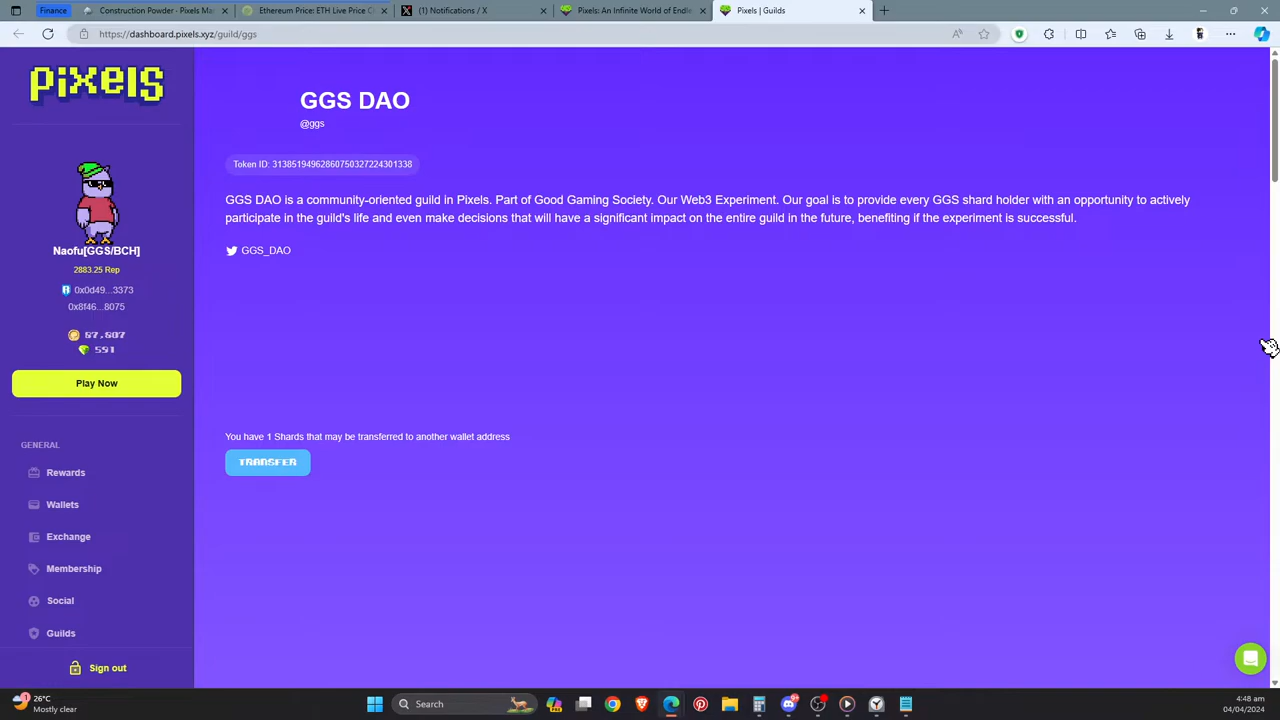 Finance
Construction Powder · Pixels Ma
Ethereum Price: ETH Live Price C
(1) Notifications / X
Pixels: An Infinite World of Endle
Pixels | Guilds
https://dashboard.pixels.xyz/guild/ggs
pixels
Naofu[GGS/BCH]
2883.25 Rep
0x0d49...3373
0x8f46...8075
87,807
591
Play Now
GENERAL
Rewards
Wallets
Exchange
Membership
Social
Guilds
Sign out
GGS DAO
@ggs
Token ID: 31385194962860750327224301338
GGS DAO is a community-oriented guild in Pixels. Part of Good Gaming Society. Our Web3 Experiment. Our goal is to provide every GGS shard holder with an opportunity to actively
participate in the guild's life and even make decisions that will have a significant impact on the entire guild in the future, benefiting if the experiment is successful.
GGS_DAO
You have 1 Shards that may be transferred to another wallet address
TRANSFER
26°C
Mostly clear
Search
4:48 am
04/04/2024